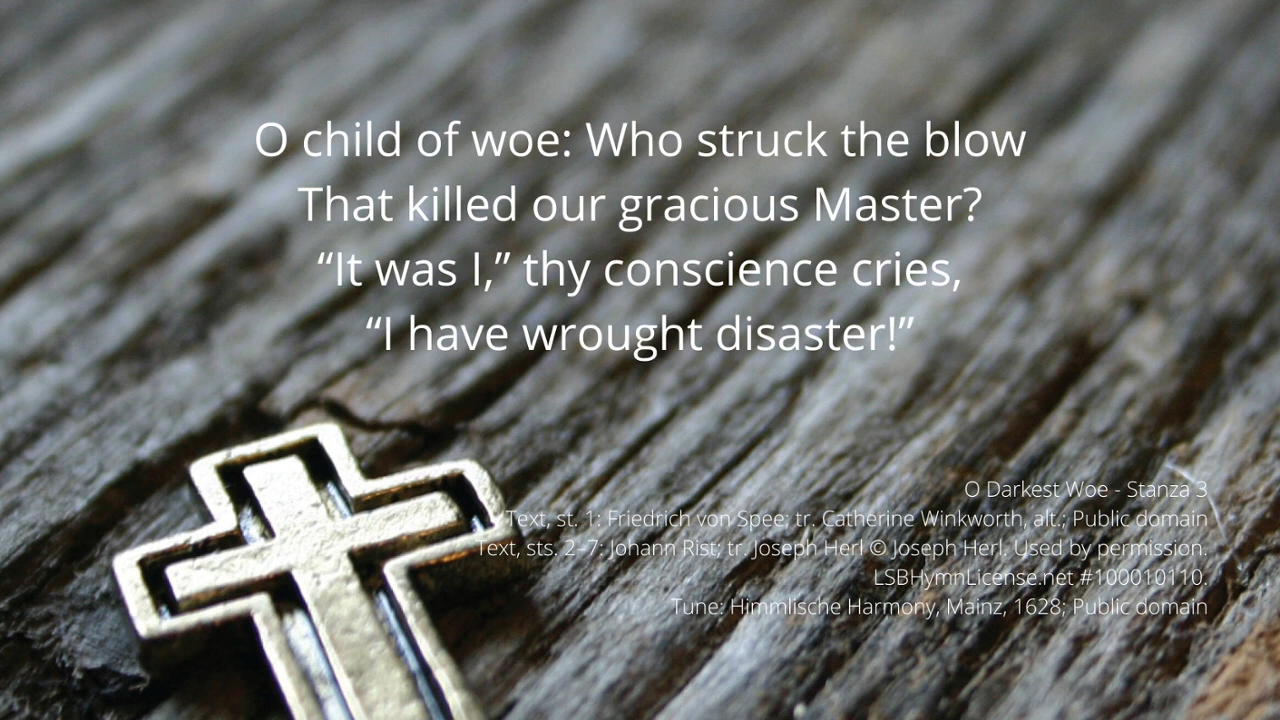 O child of woe: Who struck the blow
That killed our gracious Master?
“It was I,” thy conscience cries,
“I have wrought disaster!”
O Darkest Woe - Stanza 3
Text, st. 1: Friedrich von Spee; tr. Catherine Winkworth, alt.; Public domain
Text, sts. 2–7: Johann Rist; tr. Joseph Herl © Joseph Herl. Used by permission.
LSBHymnLicense.net #100010110.
Tune: Himmlische Harmony, Mainz, 1628; Public domain